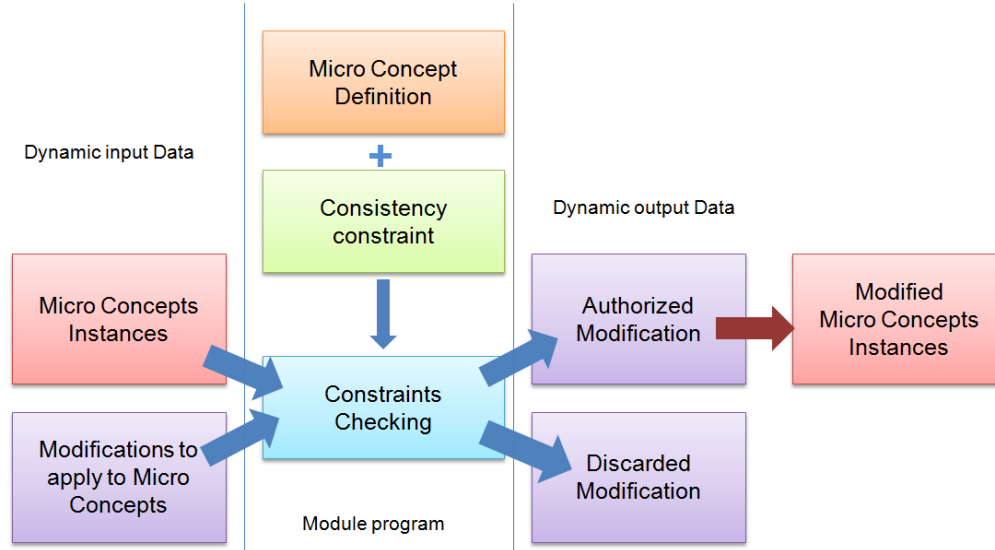 Micro Concept
Definition
Dynamic input Data
+
Consistency
constraint
Dynamic output Data
Micro Concepts
Instances
Authorized
Modification
Modified
Micro Concepts
Instances
Constraints
Checking
Modifications to
apply to Micro
Concepts
Discarded
Modification
Module program